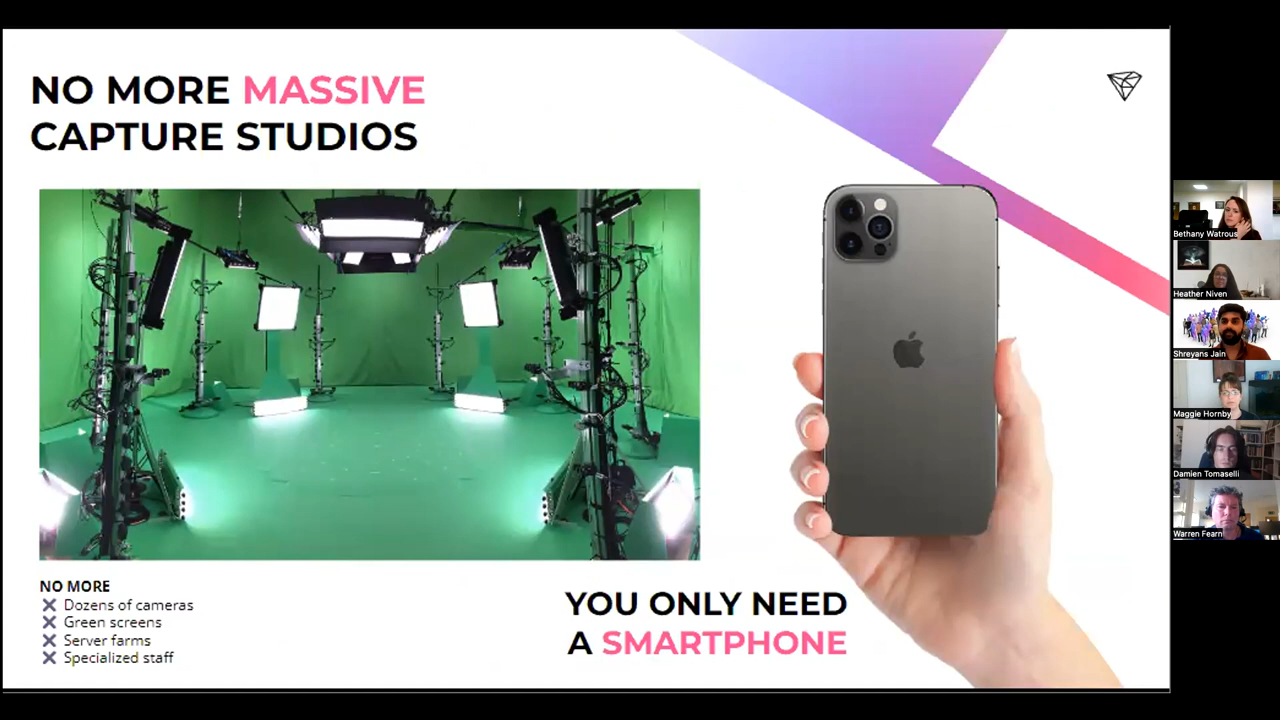 NO MORE MASSIVE
CAPTURE STUDIOS
NO MORE
Dozens of cameras
Green screens
Server farms
Specialized staff
YOU ONLY NEED
A SMARTPHONE
Bethany Watrous
Heather Niven
Shreyans Jain
Maggie Hornby
Damien Tomaselli
Warren Fearn